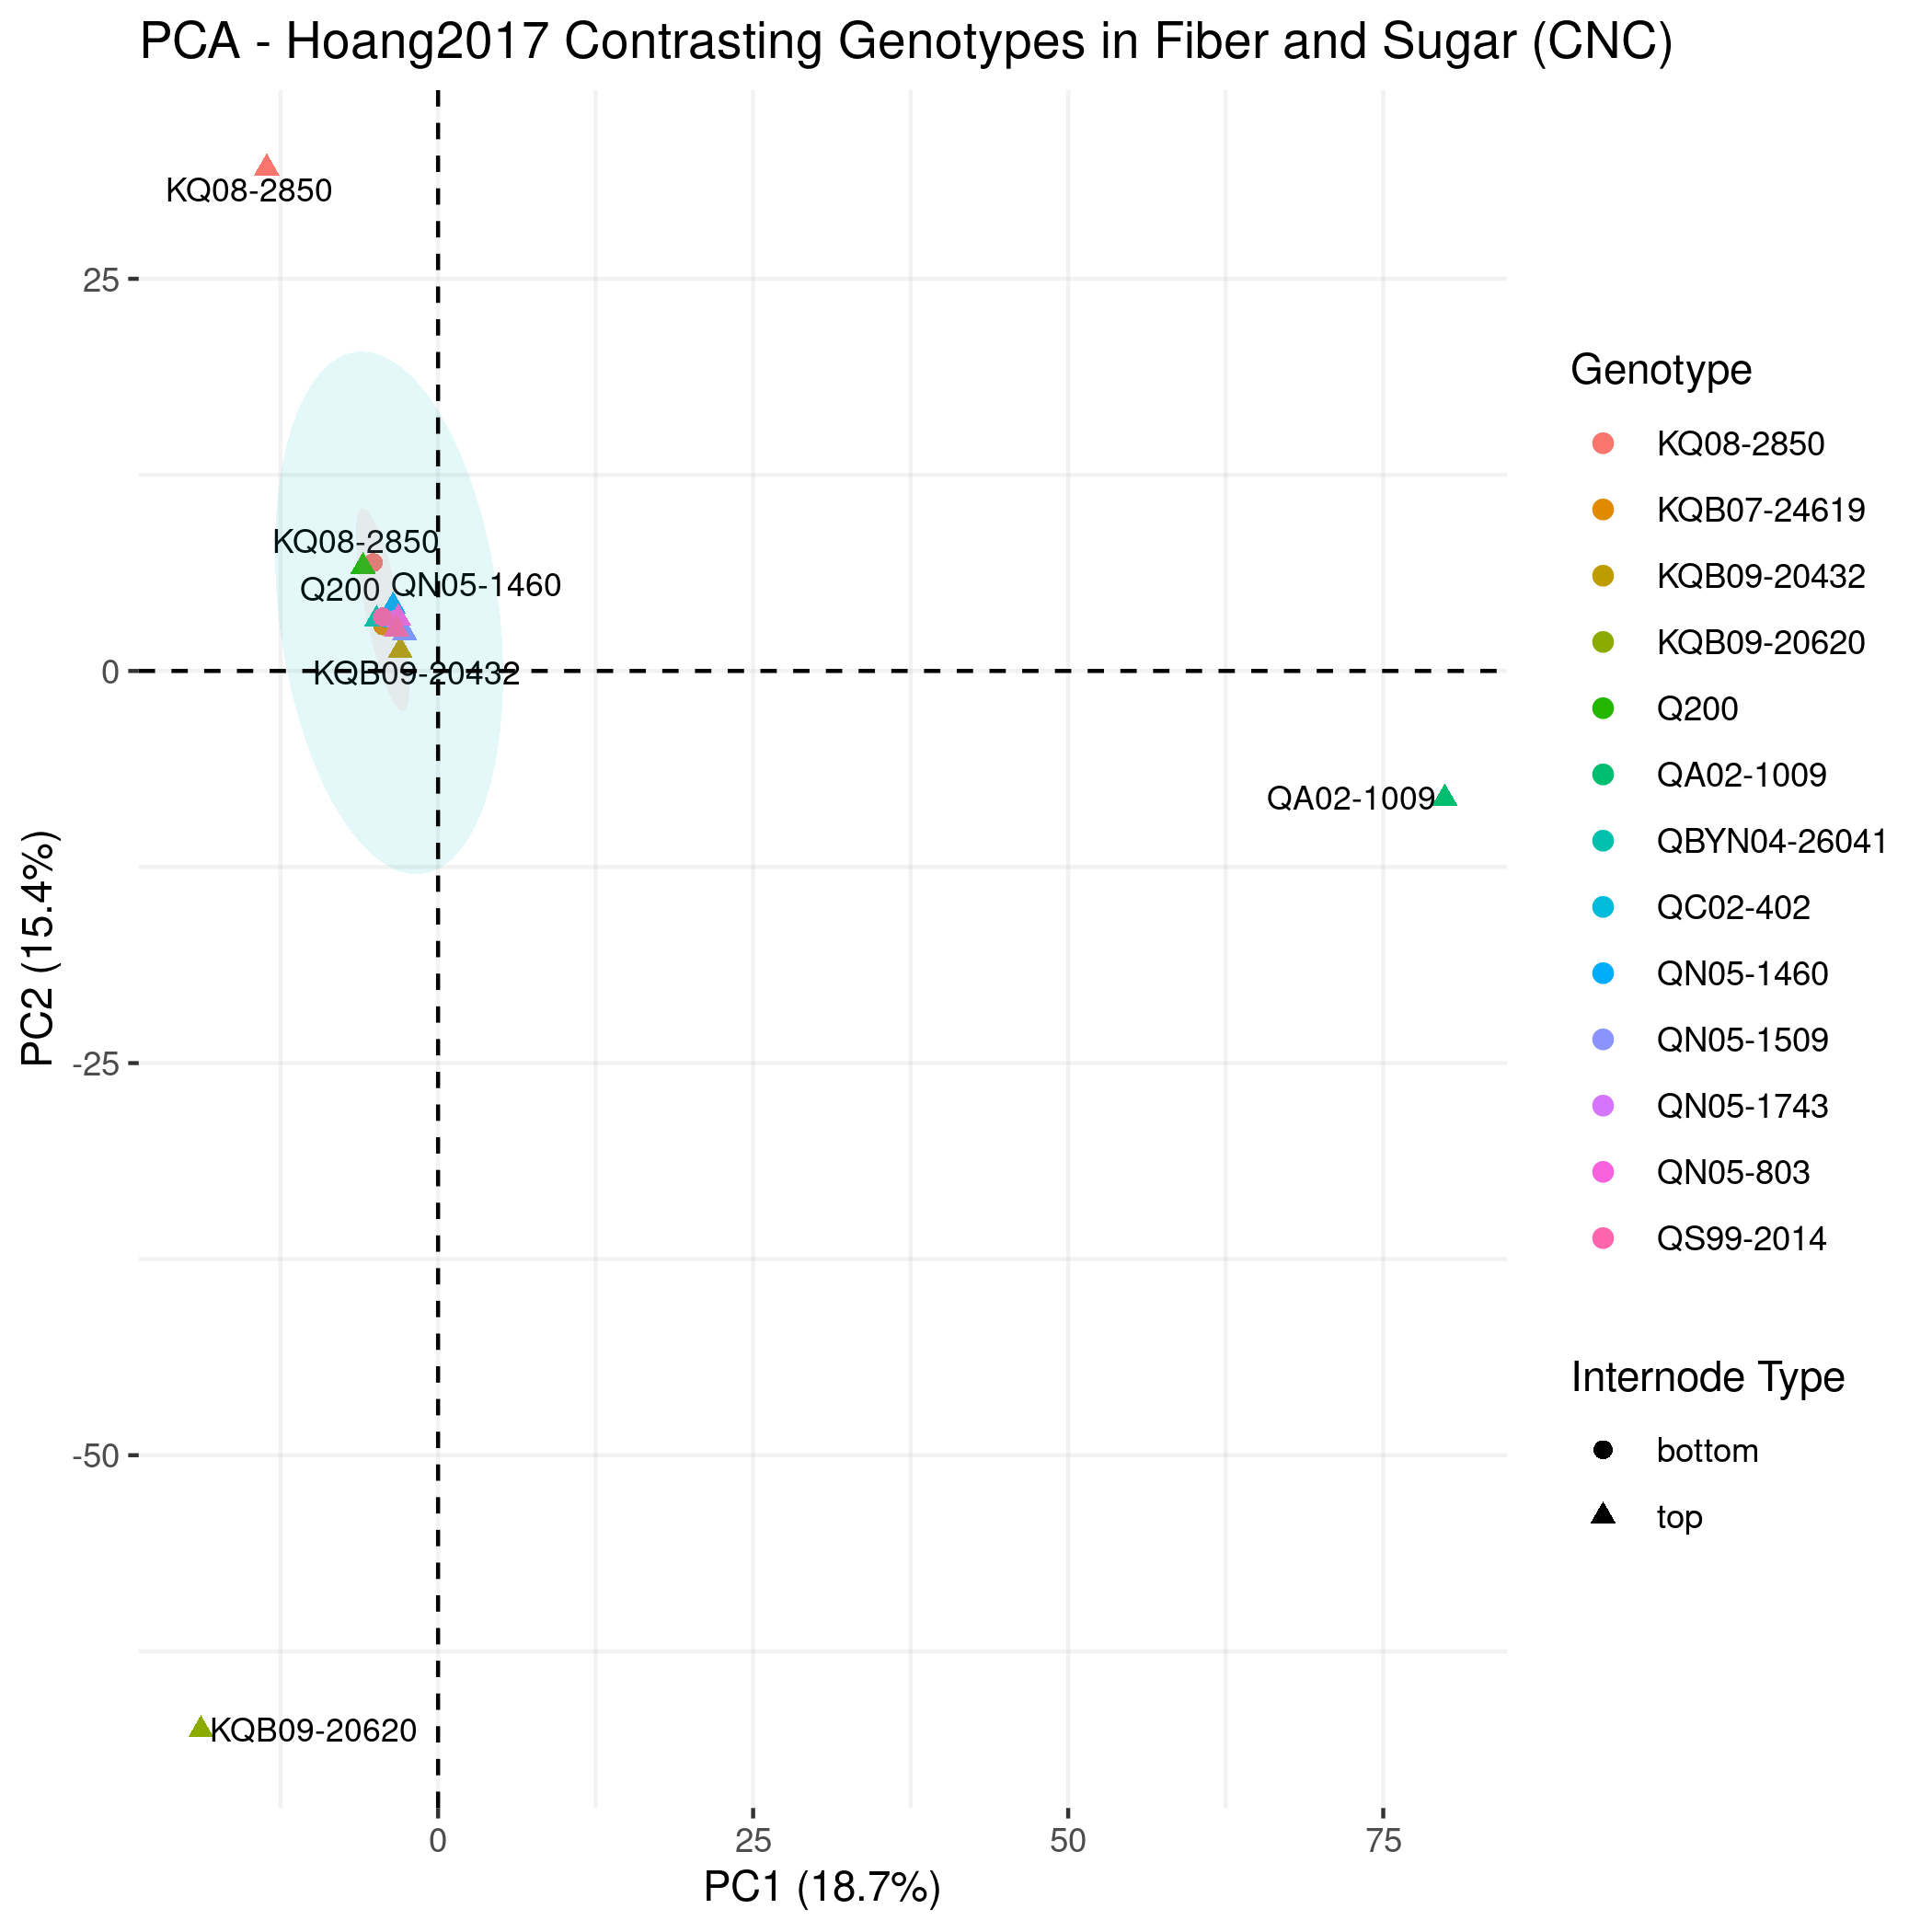 PCA - Hoang2017 Contrasting Genotypes in Fiber and Sugar (CNC)
KQ08-2850
25
KQ08-2850
Q200
QN05-1460
0
KQB09-20432
QA02-1009
-25
-50
KQB09-20620
0
25
50
75
PC1 (18.7%)
PC2 (15.4%)
Genotype
KQ08-2850
KQB07-24619
KQB09-20432
KQB09-20620
Q200
QA02-1009
QBYN04-26041
QC02-402
QN05-1460
QN05-1509
QN05-1743
QN05-803
QS99-2014
Internode Type
bottom
top